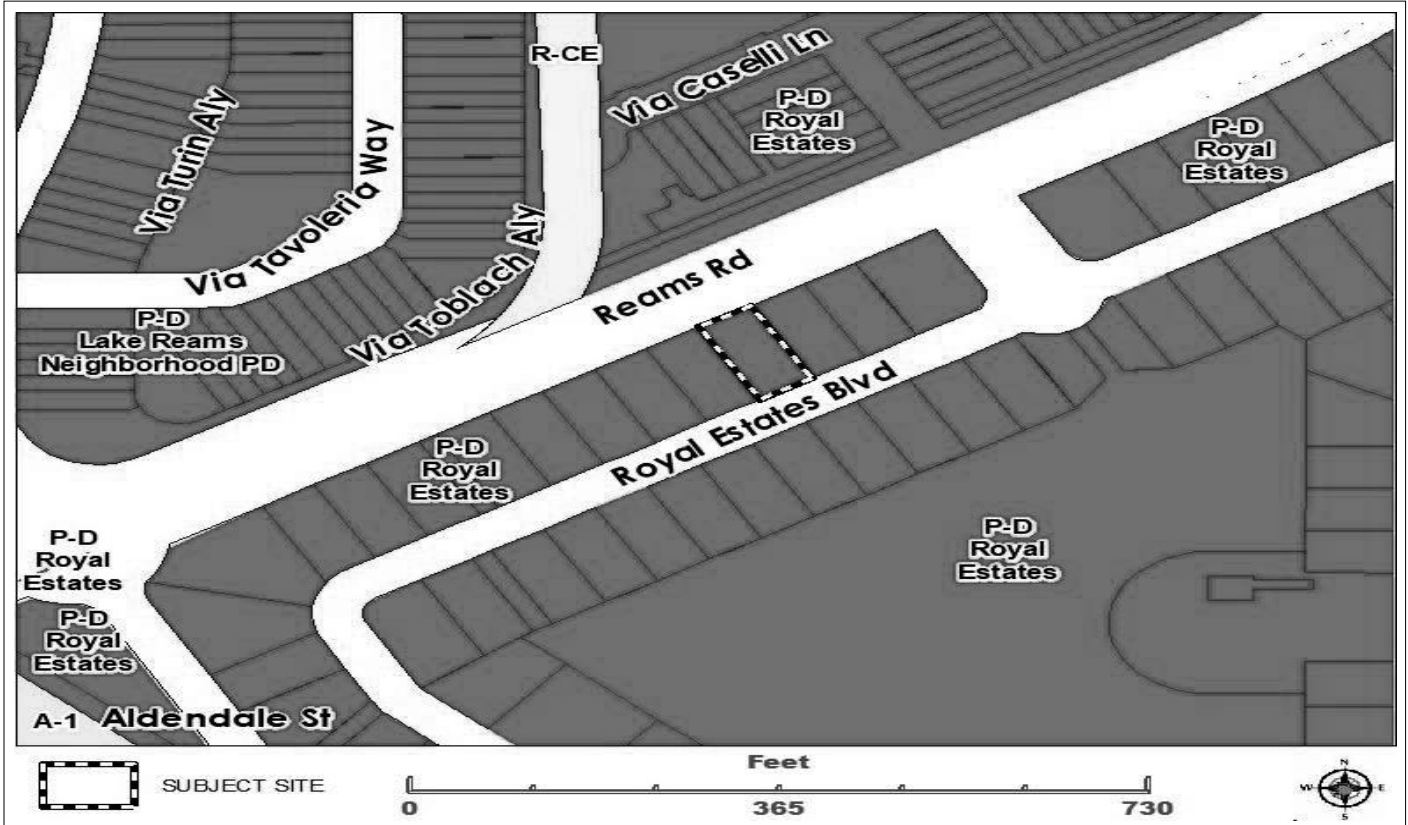 R-CE
Via Caselli Ln
P-D
Royal
Estates
P-D
Royal
Estates
Via Turin Aly
Via Tavoleria Way
Via Toblach Aly
Reams Rd
P-D
Lake Reams
Neighborhood PD
Royal Estates Blvd
P-D
Royal
Estates
P-D
Royal
Estates
P-D
Royal
Estates
P-D
Royal
Estates
A-1 Aldendale St
SUBJECT SITE
Feet
0 365 730
N
W E
S